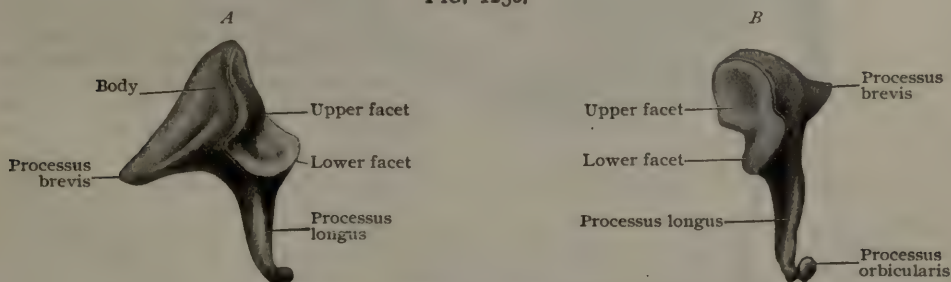 A
B
Body
Upper facet
Lower facet
Processus
brevis
Processus
longus
Processus
brevis
Upper facet
Lower facet
Processus longus
Processus
orbicularis